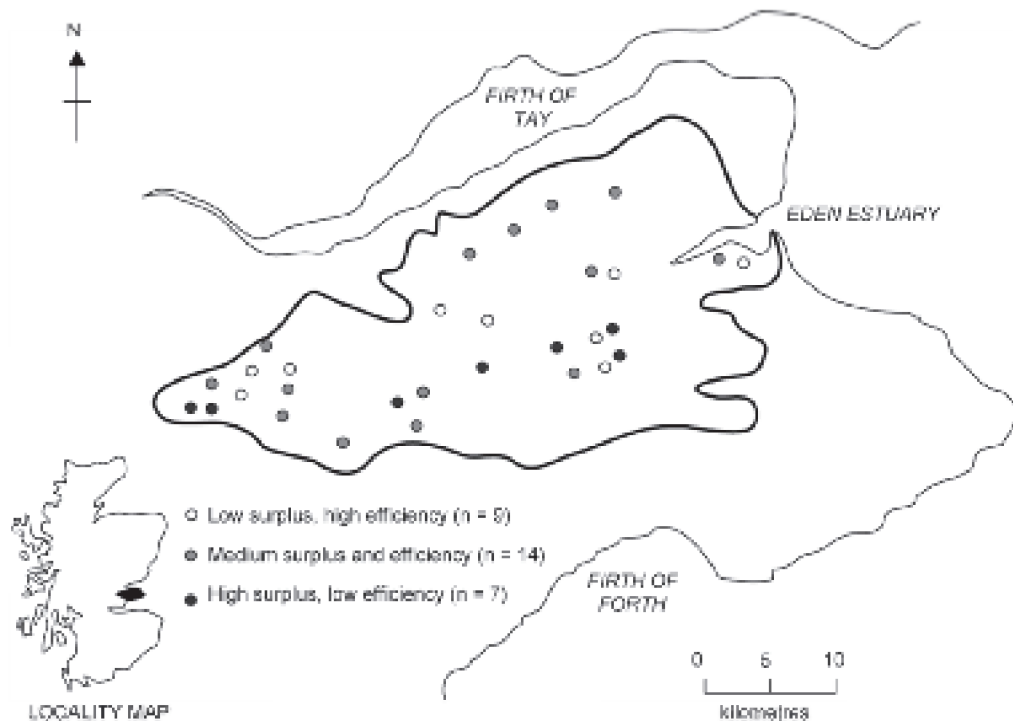 N
FIRTH OF
TAY
EDEN ESTUARY
Low surplus, high efficiency (n = 9)
Medium surplus and efficiency (n = 14)
High surplus, low efficiency (n = 7)
FIRTH OF
FORTH
0 5 10
kilometres
LOCALITY MAP